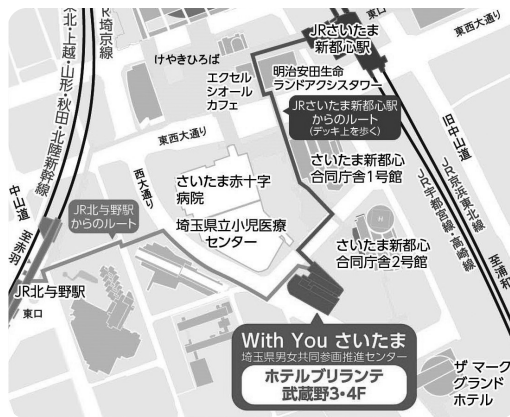 東口
JRさいたま
新都心駅
東西大通り
JR埼京線
東北・上越・山形・秋田・北陸新幹線
けやきひろば
エクセル
シオール
カフェ
明治安田生命
ランドアクシスタワー
JRさいたま新都心駅
からのルート
(デッキ上を歩く)
旧中山道
東西大通り
西大通り
さいたま新都心
合同庁舎1号館
さいたま赤十字
病院
埼玉県立小児医療
センター
JR京浜東北線
JR宇都宮線・高崎線
中山道
至赤羽
JR北与野駅
からのルート
N
さいたま新都心
合同庁舎2号館
至浦和
JR北与野駅
東口
With You さいたま
埼玉県男女共同参画推進センター
ホテルブリランテ
武蔵野3・4F
ザ マーク
グランド
ホテル